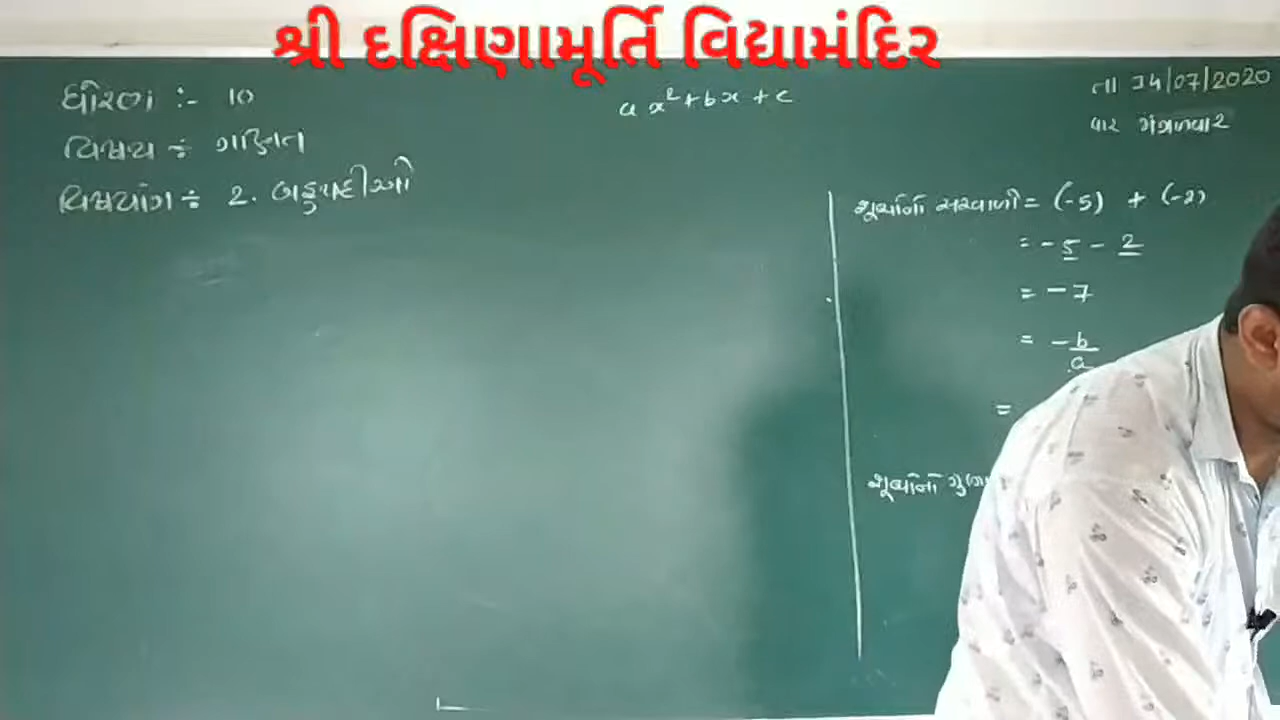 શ્રી દક્ષિણામૂર્તિ વિદ્યામંદિર
ધોરણ :- 10
વિષય ÷ ગણિત
વિષયાંગ ÷ 2. બહુપદીઓ
ax²+bx+c
તા 14/07/2020
વાર મંગળવાર
શૂન્યોનો સરવાળો = (-5) + (-2)
= -5 - 2
= -7
= -b/a
=
શૂન્યોનો